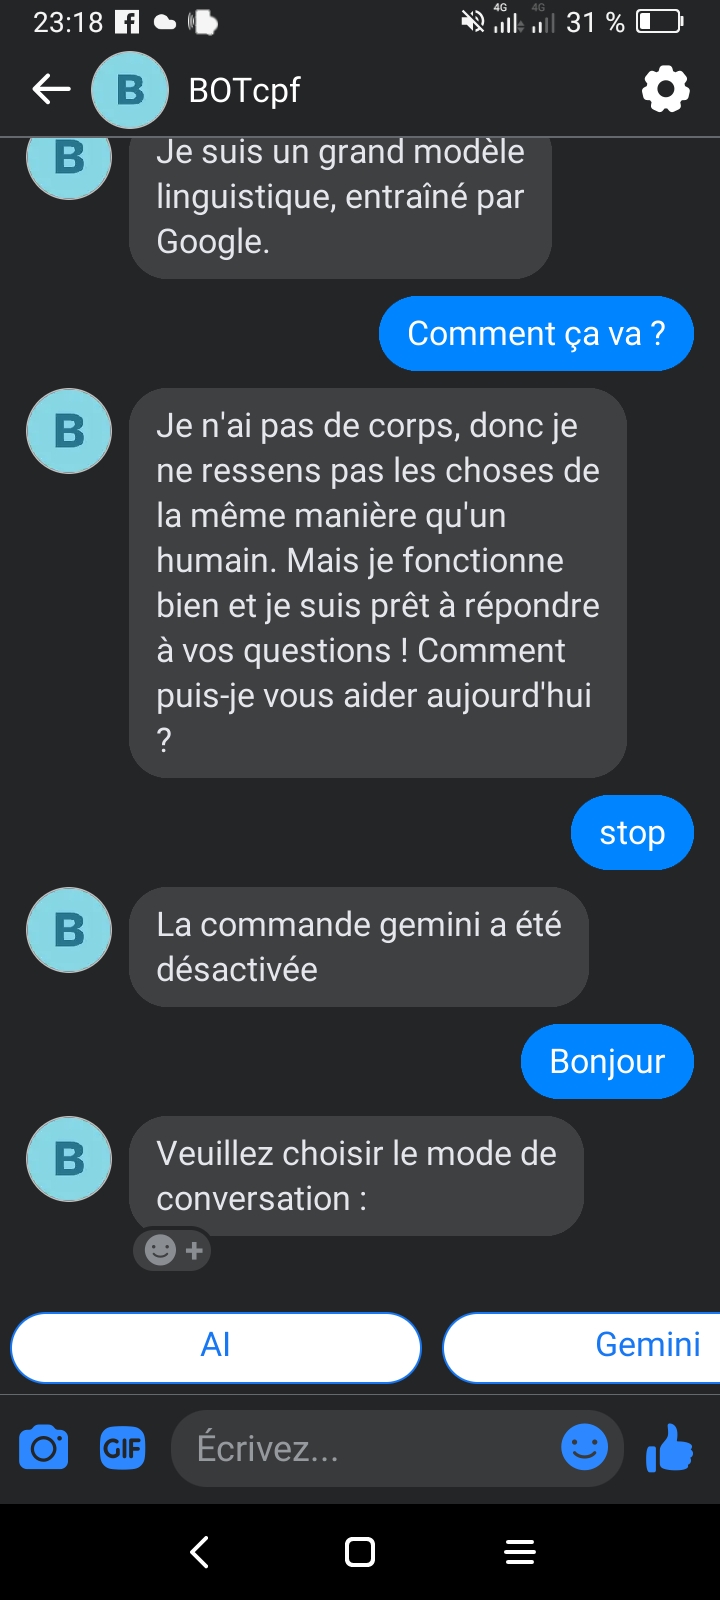 23:18
4G 4G 31 %
B BOTcpf
B
Je suis un grand modèle
linguistique, entraîné par
Google.
Comment ça va ?
B
Je n'ai pas de corps, donc je
ne ressens pas les choses de
la même manière qu'un
humain. Mais je fonctionne
bien et je suis prêt à répondre
à vos questions ! Comment
puis-je vous aider aujourd'hui
?
stop
B
La commande gemini a été
désactivée
Bonjour
B
Veuillez choisir le mode de
conversation :
AI
Gemini
GIF
Écrivez...